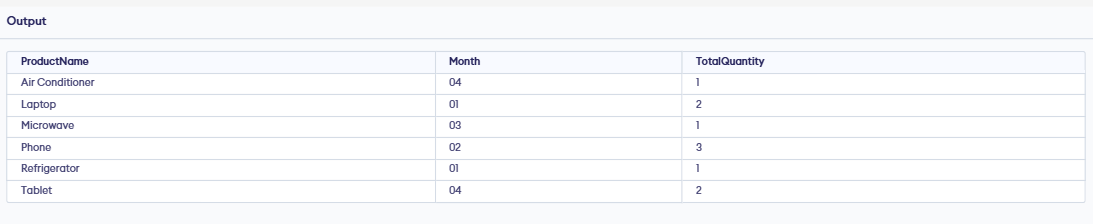 Output
ProductName Month TotalQuantity
Air Conditioner 04 1
Laptop 01 2
Microwave 03 1
Phone 02 3
Refrigerator 01 1
Tablet 04 2